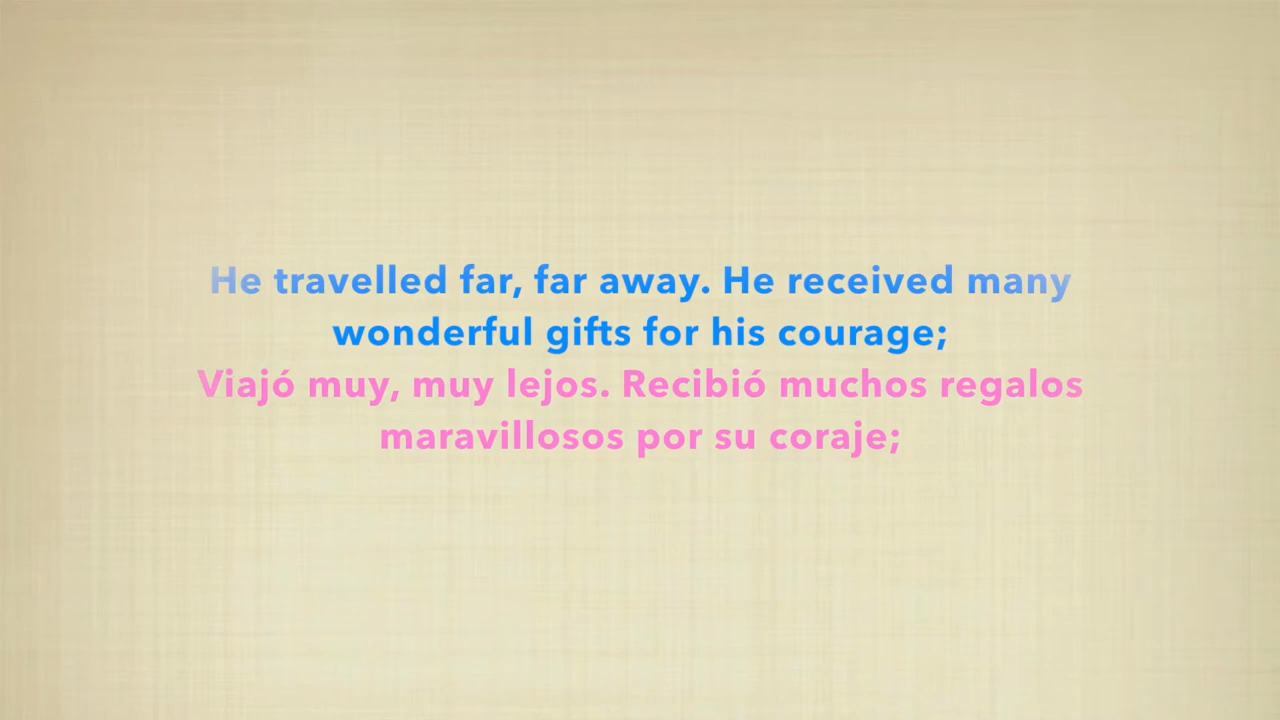 He travelled far, far away. He received many
wonderful gifts for his courage;
Viajó muy, muy lejos. Recibió muchos regalos
maravillosos por su coraje;